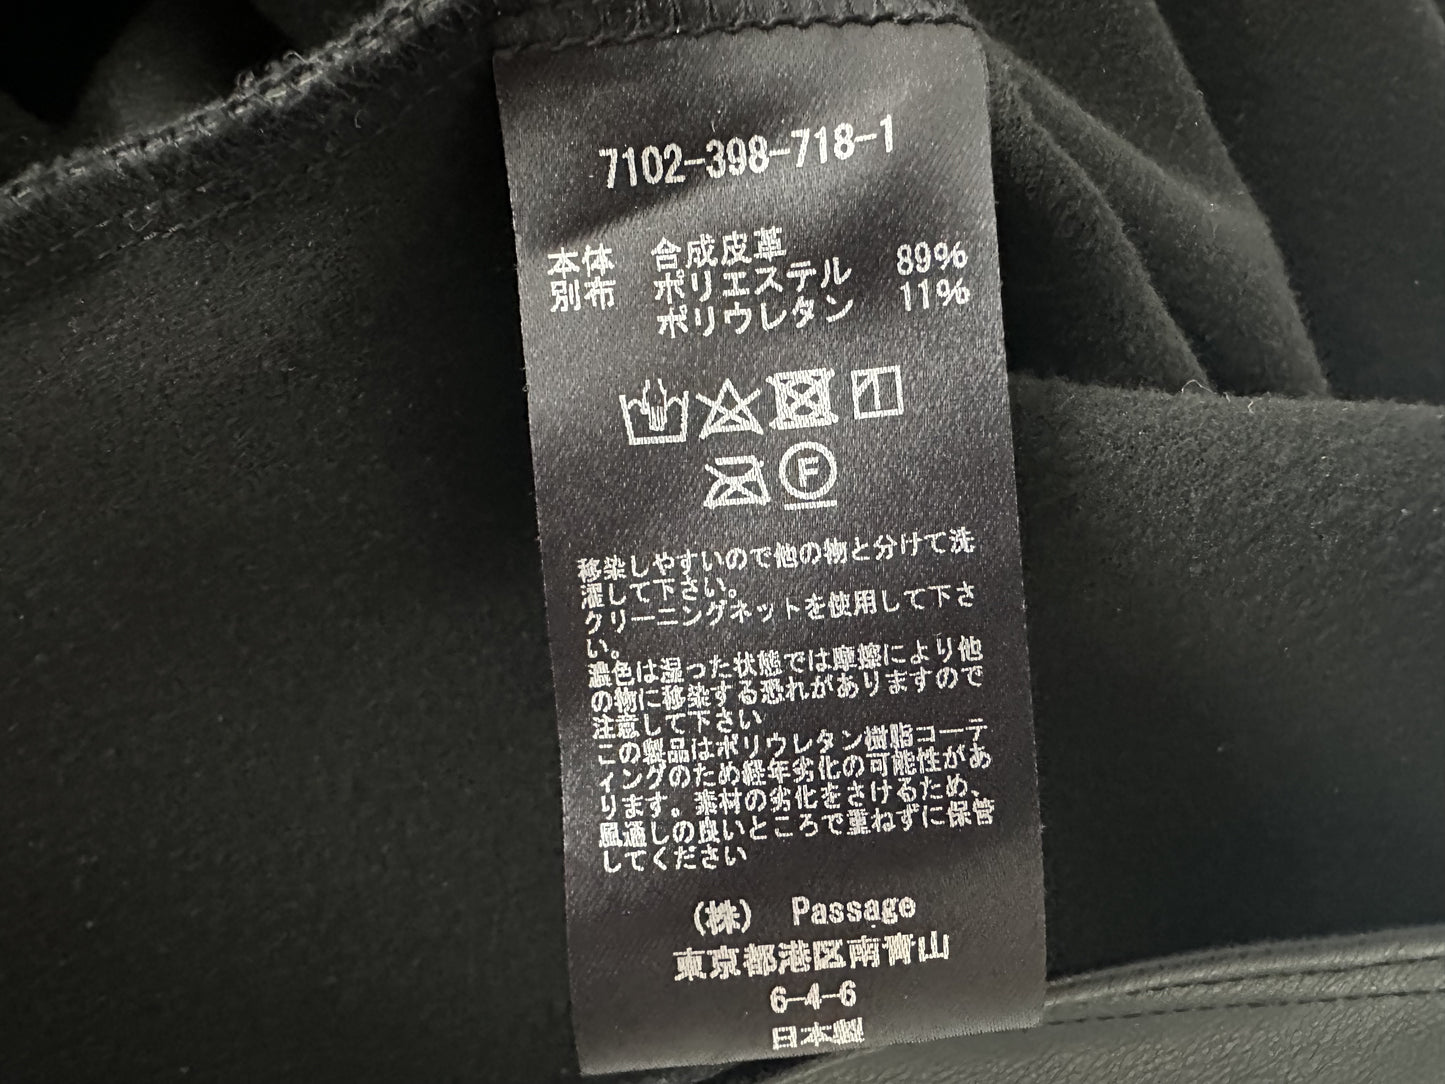 7102-398-718-1
本体 合成皮革
別布 ポリエステル 89%
ポリウレタン 11%
F
移染しやすいので他の物と分けて洗
濯して下さい。
クリーニングネットを使用して下さ
い。
濃色は湿った状態では摩擦により他
の物に移染する恐れがありますので
注意して下さい
この製品はポリウレタン樹脂コーテ
ィングのため経年劣化の可能性があ
ります。素材の劣化をさけるため、
風通しの良いところで重ねずに保管
してください
(株) Passage
東京都港区南青山
6-4-6
日本製